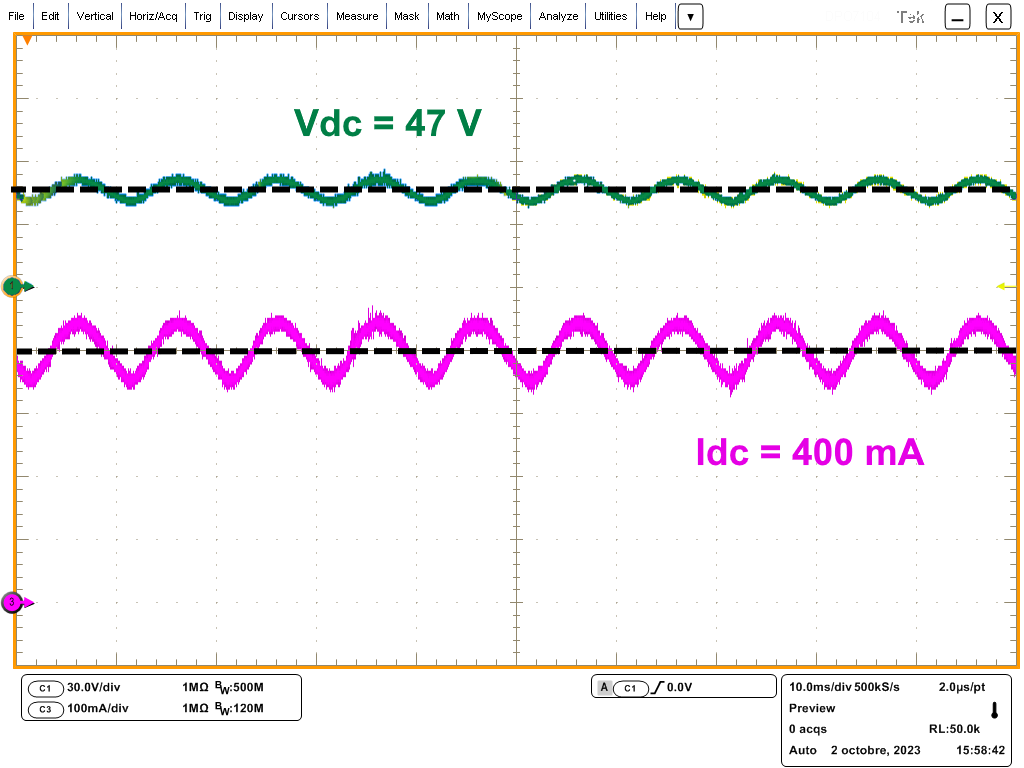 File Edit Vertical Horiz/Acq Trig Display Cursors Measure Mask Math MyScope Analyze Utilities Help ▼ Tek X
Vdc = 47 V
1
Idc = 400 mA
3
C1 30.0V/div 1MΩ BW:500M
C3 100mA/div 1MΩ BW:120M
A C1 0.0V
10.0ms/div 500kS/s 2.0µs/pt
Preview
0 acqs RL:50.0k
Auto 2 octobre, 2023 15:58:42